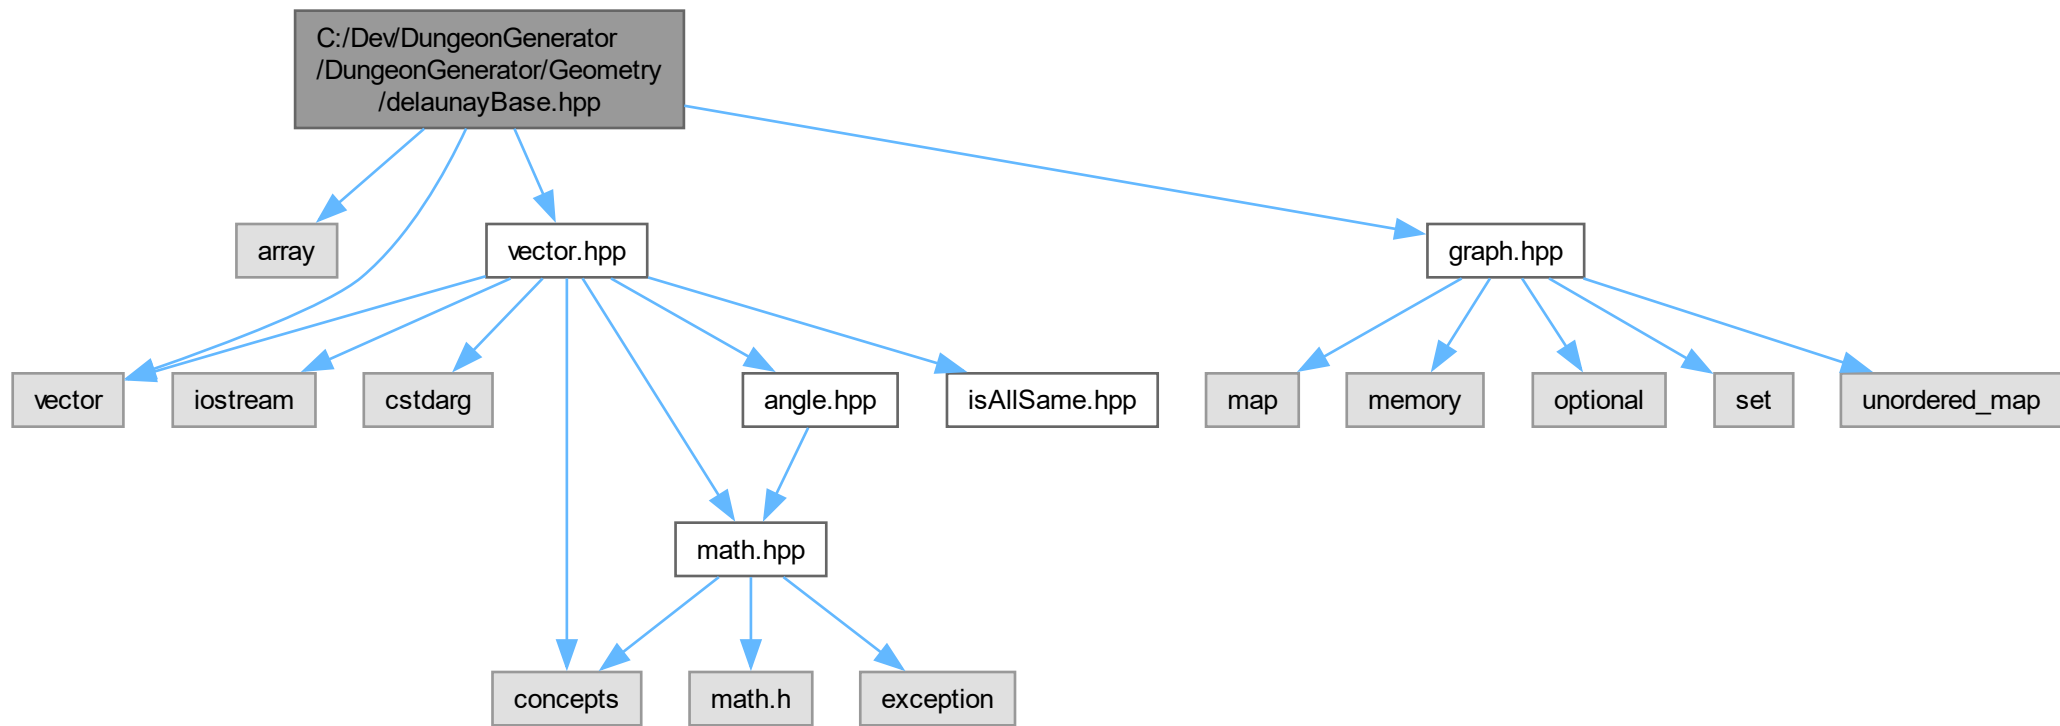 C:/Dev/DungeonGenerator
/DungeonGenerator/Geometry
/delaunayBase.hpp
array
vector.hpp
graph.hpp
vector
iostream
cstdarg
angle.hpp
isAllSame.hpp
map
memory
optional
set
unordered_map
math.hpp
concepts
math.h
exception